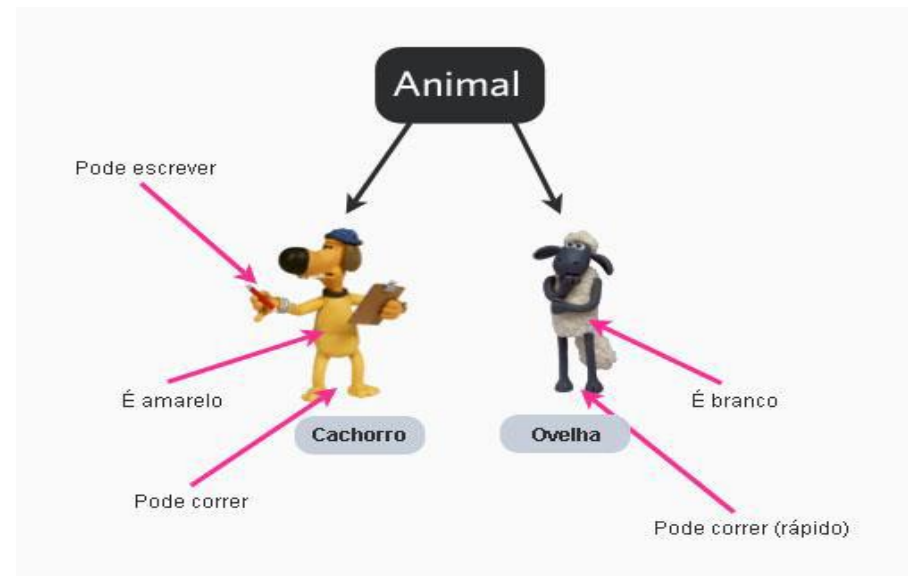 Animal
Pode escrever
É amarelo
É branco
Cachorro
Ovelha
Pode correr
Pode correr (rápido)